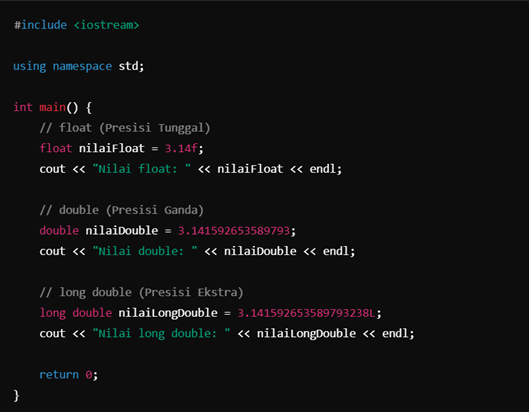 #include <iostream>
using namespace std;
int main() {
// float (Presisi Tunggal)
float nilaiFloat = 3.14f;
cout << "Nilai float: " << nilaiFloat << endl;
// double (Presisi Ganda)
double nilaiDouble = 3.141592653589793;
cout << "Nilai double: " << nilaiDouble << endl;
// long double (Presisi Ekstra)
long double nilaiLongDouble = 3.141592653589793238L;
cout << "Nilai long double: " << nilaiLongDouble << endl;
return 0;
}